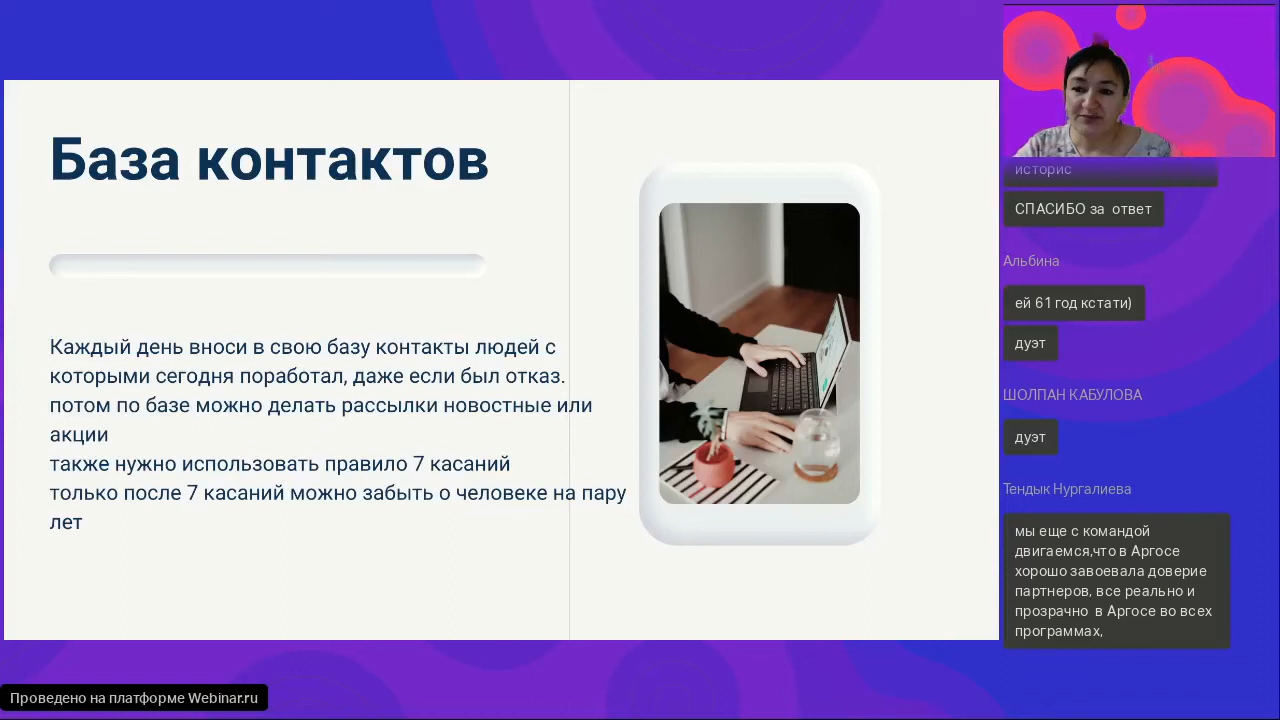 База контактов
Каждый день вноси в свою базу контакты людей с
которыми сегодня поработал, даже если был отказ.
потом по базе можно делать рассылки новостные или
акции
также нужно использовать правило 7 касаний
только после 7 касаний можно забыть о человеке на пару
лет
историс
СПАСИБО за ответ
Альбина
ей 61 год кстати)
дуэт
ШОЛПАН КАБУЛОВА
дуэт
Тендык Нургалиева
мы еще с командой
двигаемся,что в Аргосе
хорошо завоевала доверие
партнеров, все реально и
прозрачно в Аргосе во всех
программах,
Проведено на платформе Webinar.ru